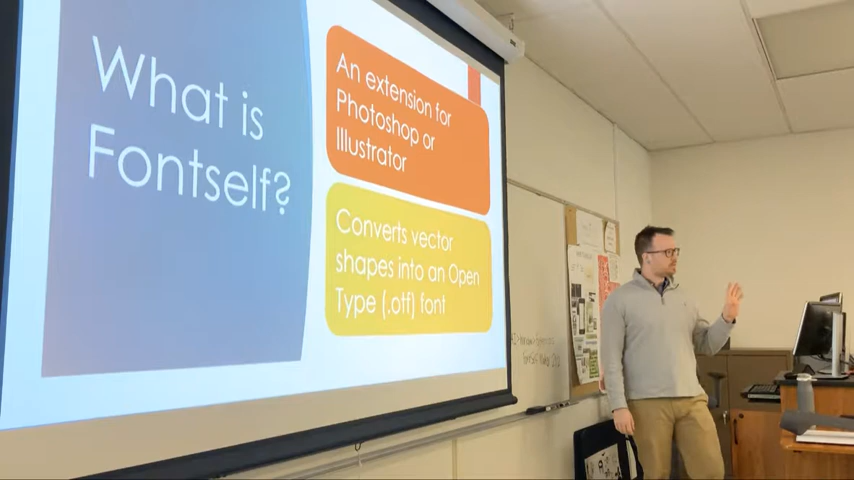 What is
Fontself?
An extension for
Photoshop or
Illustrator
Converts vector
shapes into an Open
Type (.otf) font